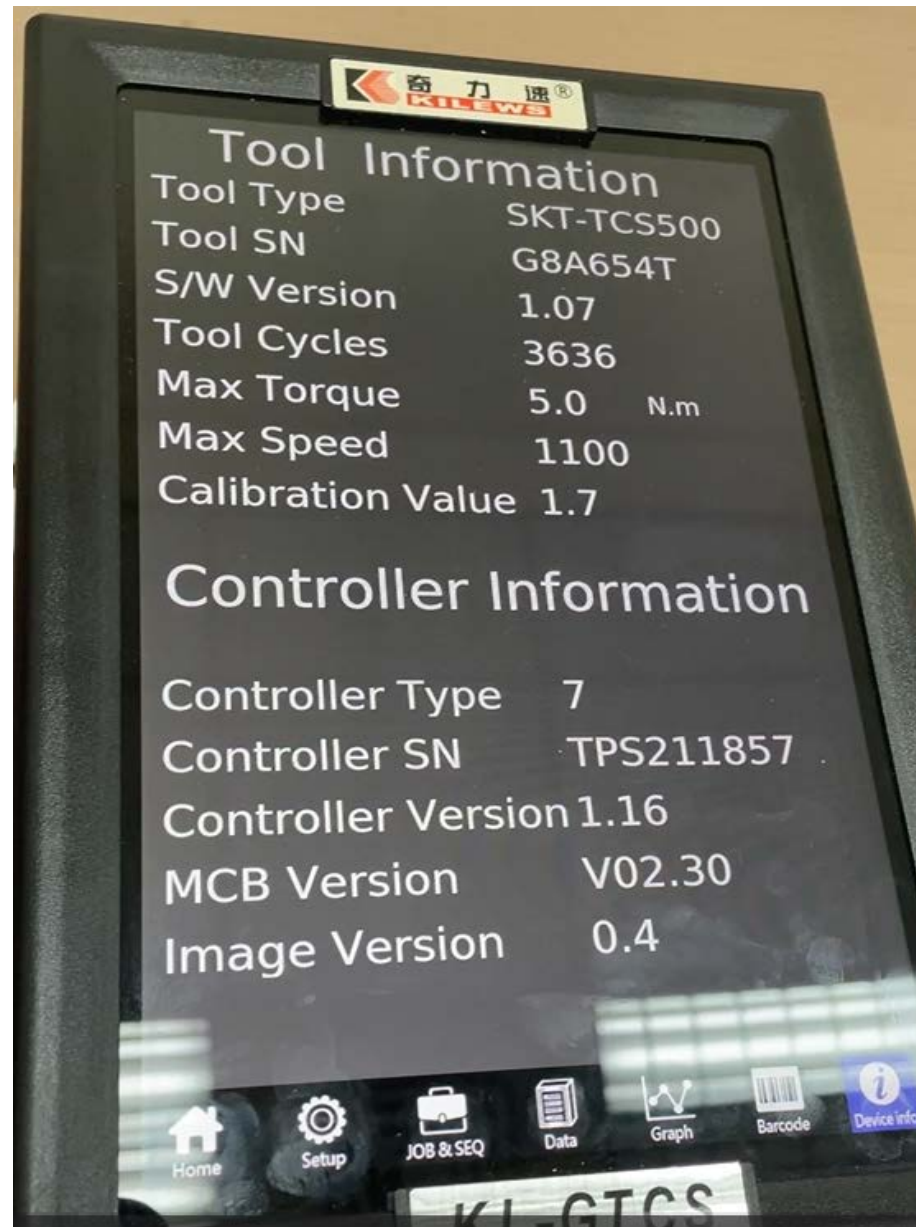 奇力速®
KILEWS
Tool Information
Tool Type SKT-TCS500
Tool SN G8A654T
S/W Version 1.07
Tool Cycles 3636
Max Torque 5.0 N.m
Max Speed 1100
Calibration Value 1.7
Controller Information
Controller Type 7
Controller SN TPS211857
Controller Version 1.16
MCB Version V02.30
Image Version 0.4
Home Setup JOB & SEQ Data Graph Barcode Device info
KL-GTCS